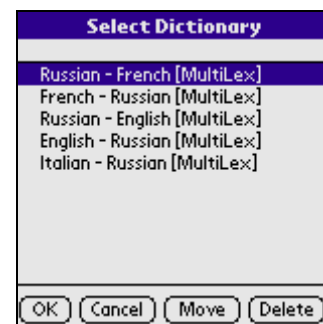 Select Dictionary
Russian - French [MultiLex]
French - Russian [MultiLex]
Russian - English [MultiLex]
English - Russian [MultiLex]
Italian - Russian [MultiLex]
OK Cancel Move Delete